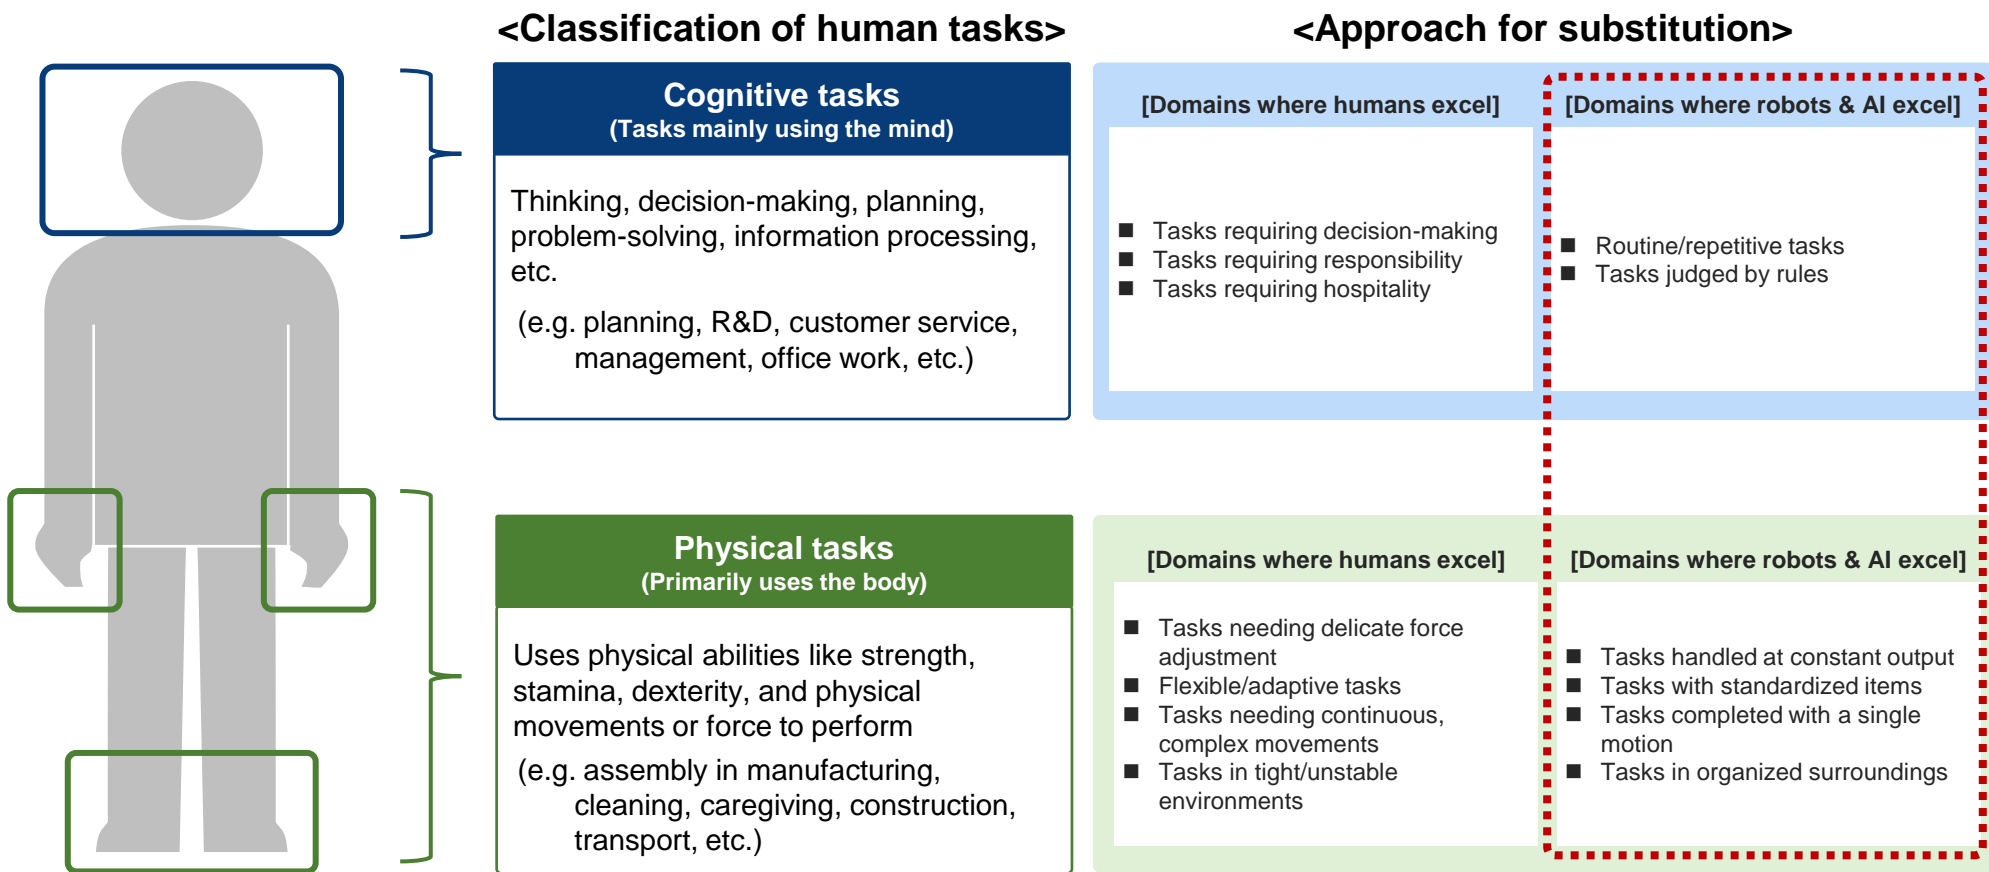 <Classification of human tasks>
<Approach for substitution>
Cognitive tasks
(Tasks mainly using the mind)
Thinking, decision-making, planning,
problem-solving, information processing,
etc.
(e.g. planning, R&D, customer service,
management, office work, etc.)
[Domains where humans excel]
■ Tasks requiring decision-making
■ Tasks requiring responsibility
■ Tasks requiring hospitality
[Domains where robots & AI excel]
■ Routine/repetitive tasks
■ Tasks judged by rules
Physical tasks
(Primarily uses the body)
Uses physical abilities like strength,
stamina, dexterity, and physical
movements or force to perform
(e.g. assembly in manufacturing,
cleaning, caregiving, construction,
transport, etc.)
[Domains where humans excel]
■ Tasks needing delicate force
adjustment
■ Flexible/adaptive tasks
■ Tasks needing continuous,
complex movements
■ Tasks in tight/unstable
environments
[Domains where robots & AI excel]
■ Tasks handled at constant output
■ Tasks with standardized items
■ Tasks completed with a single
motion
■ Tasks in organized surroundings